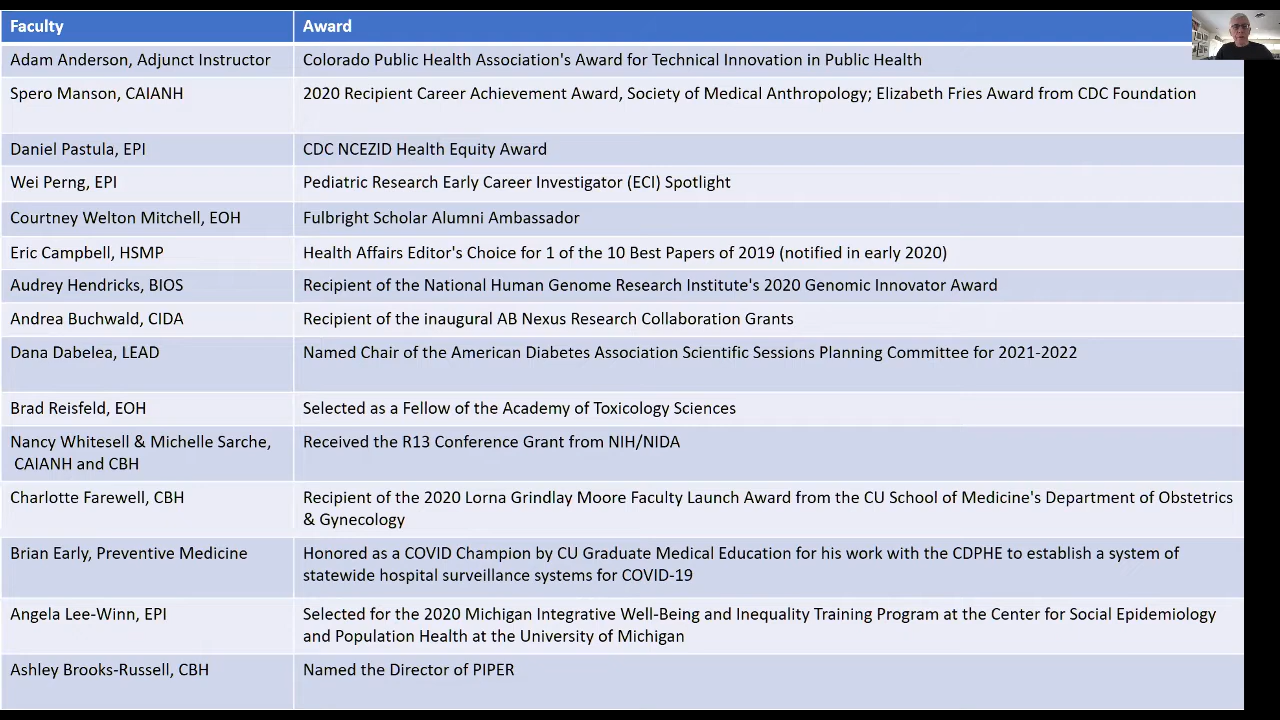 Faculty Award
Adam Anderson, Adjunct Instructor Colorado Public Health Association's Award for Technical Innovation in Public Health
Spero Manson, CAIANH 2020 Recipient Career Achievement Award, Society of Medical Anthropology; Elizabeth Fries Award from CDC Foundation
Daniel Pastula, EPI CDC NCEZID Health Equity Award
Wei Perng, EPI Pediatric Research Early Career Investigator (ECI) Spotlight
Courtney Welton Mitchell, EOH Fulbright Scholar Alumni Ambassador
Eric Campbell, HSMP Health Affairs Editor's Choice for 1 of the 10 Best Papers of 2019 (notified in early 2020)
Audrey Hendricks, BIOS Recipient of the National Human Genome Research Institute's 2020 Genomic Innovator Award
Andrea Buchwald, CIDA Recipient of the inaugural AB Nexus Research Collaboration Grants
Dana Dabelea, LEAD Named Chair of the American Diabetes Association Scientific Sessions Planning Committee for 2021-2022
Brad Reisfeld, EOH Selected as a Fellow of the Academy of Toxicology Sciences
Nancy Whitesell & Michelle Sarche, Received the R13 Conference Grant from NIH/NIDA
CAIANH and CBH
Charlotte Farewell, CBH Recipient of the 2020 Lorna Grindlay Moore Faculty Launch Award from the CU School of Medicine's Department of Obstetrics
& Gynecology
Brian Early, Preventive Medicine Honored as a COVID Champion by CU Graduate Medical Education for his work with the CDPHE to establish a system of
statewide hospital surveillance systems for COVID-19
Angela Lee-Winn, EPI Selected for the 2020 Michigan Integrative Well-Being and Inequality Training Program at the Center for Social Epidemiology
and Population Health at the University of Michigan
Ashley Brooks-Russell, CBH Named the Director of PIPER